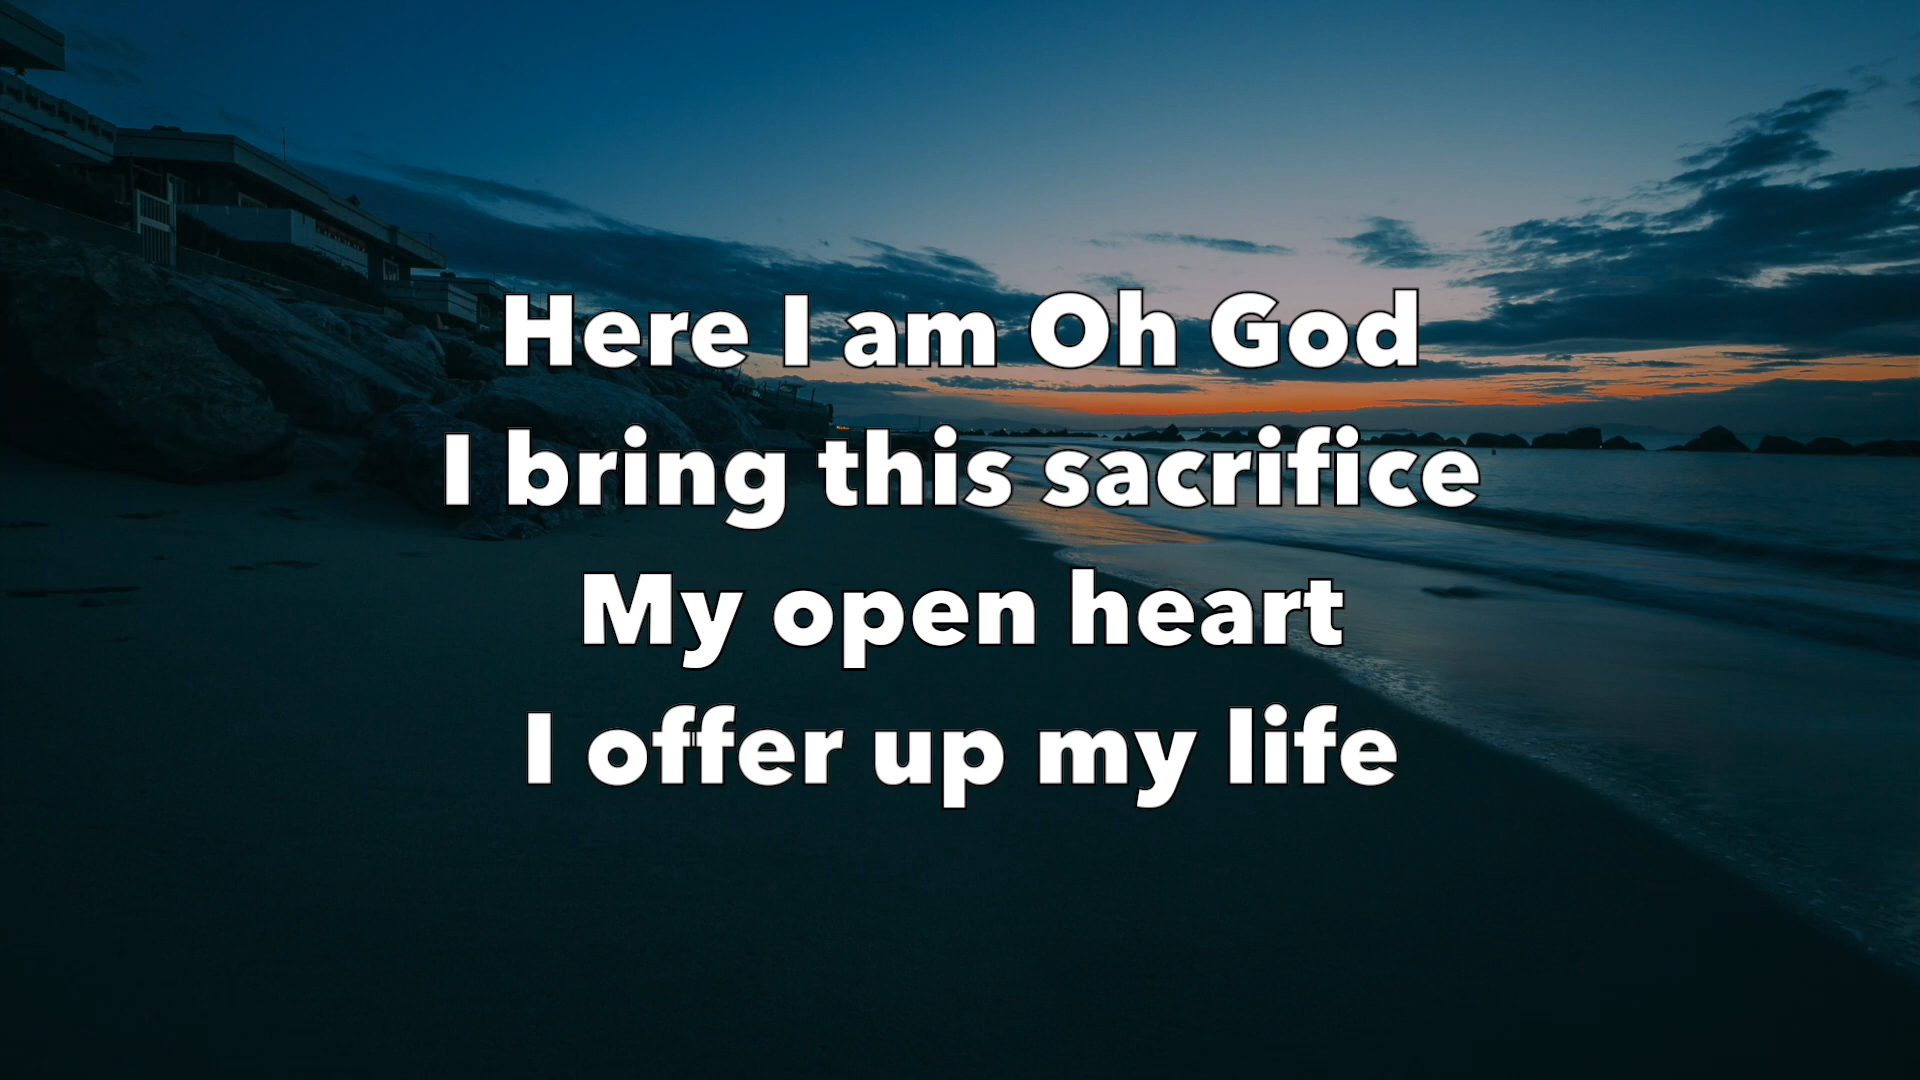 Here I am Oh God
I bring this sacrifice
My open heart
I offer up my life